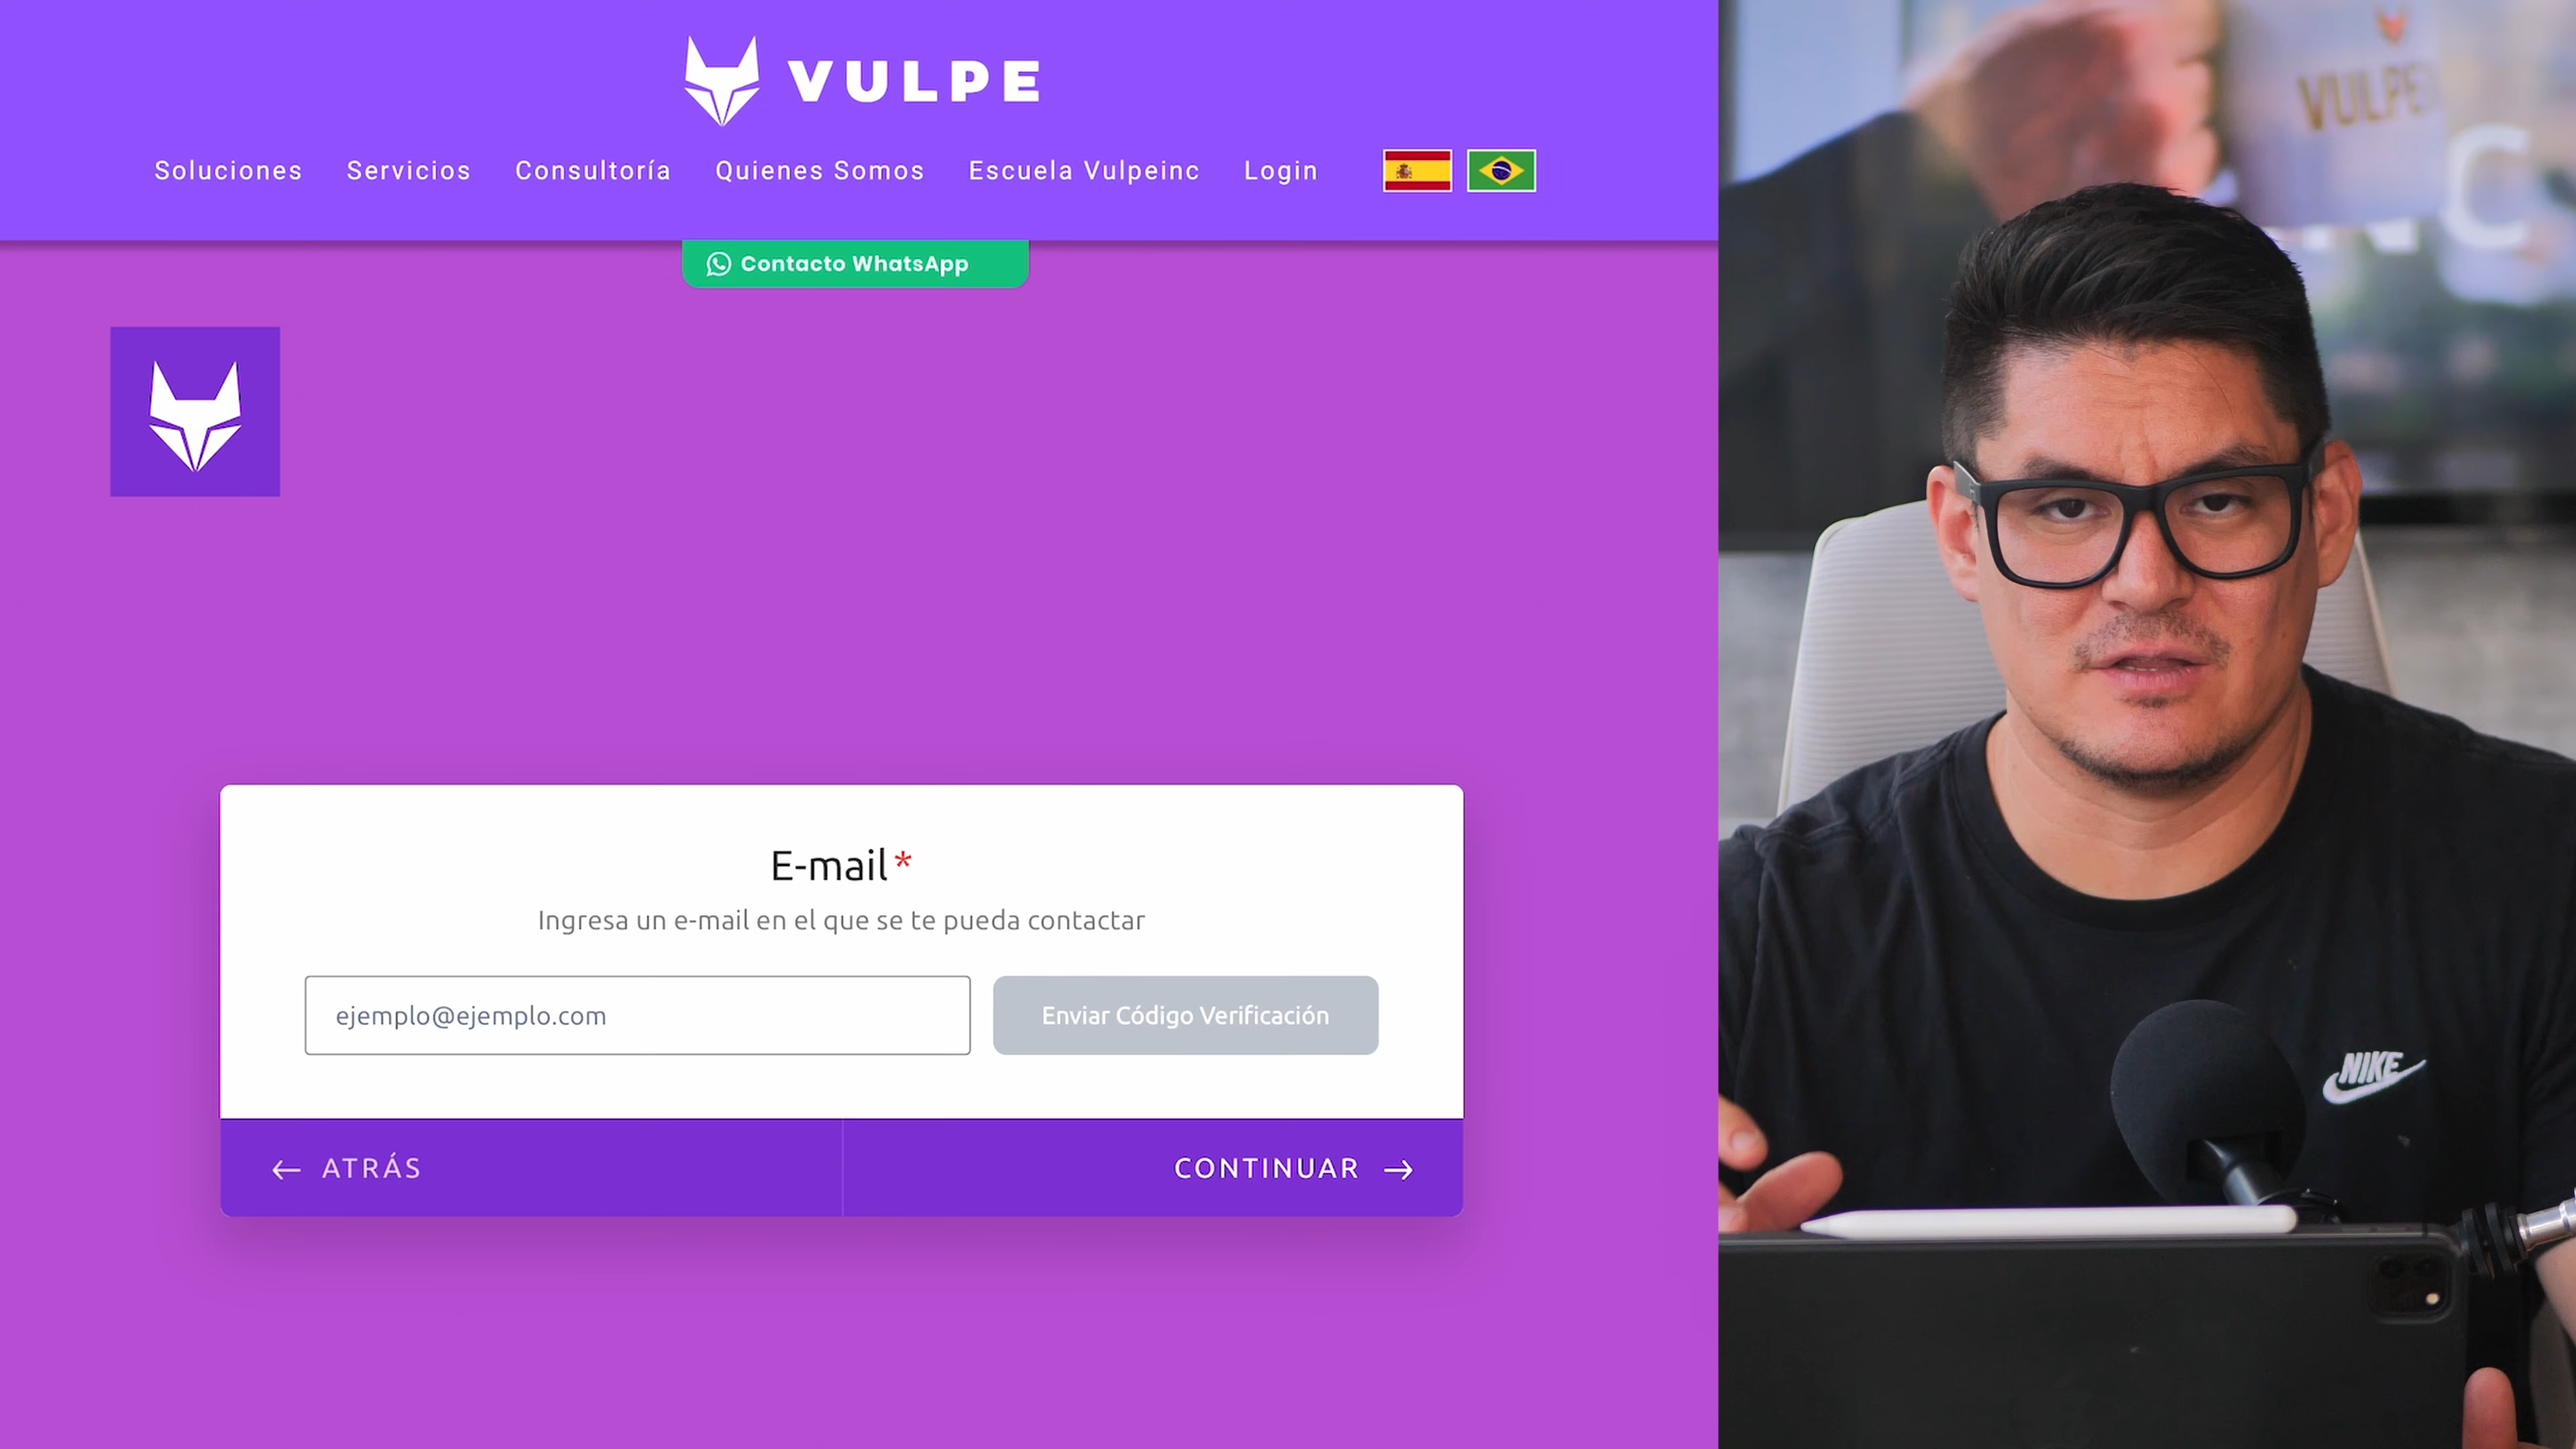 VULPE
Soluciones Servicios Consultoría Quienes Somos Escuela Vulpeinc Login
Contacto WhatsApp
E-mail*
Ingresa un e-mail en el que se te pueda contactar
ejemplo@ejemplo.com Enviar Código Verificación
← ATRÁS CONTINUAR →
VULPE
NIKE